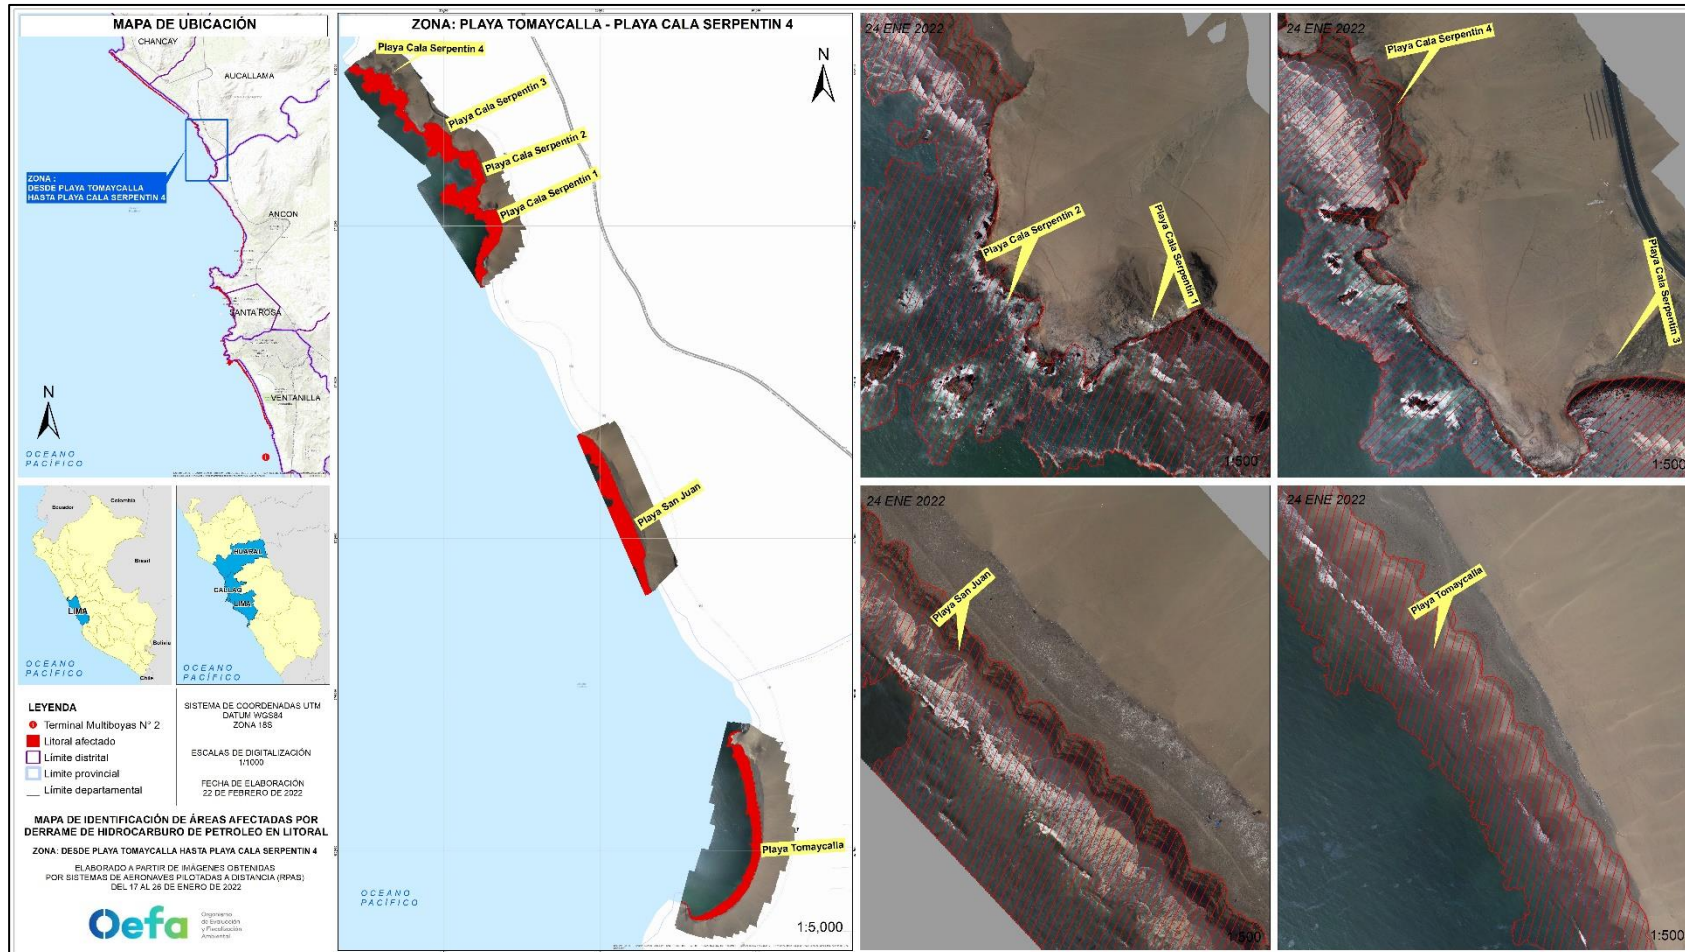 MAPA DE UBICACIÓN
CHANCAY
AUCALLAMA
ZONA :
DESDE PLAYA TOMAYCALLA
HASTA PLAYA CALA SERPENTIN 4
ANCON
SANTA ROSA
VENTANILLA
N
OCEANO
PACÍFICO
Ecuador
Colombia
Brasil
LIMA
Bolivia
Chile
OCEANO
PACÍFICO
HUARAL
CALLAO
LIMA
OCEANO
PACÍFICO
LEYENDA
Terminal Multiboyas N° 2
Litoral afectado
Límite distrital
Límite provincial
Límite departamental
SISTEMA DE COORDENADAS UTM
DATUM WGS84
ZONA 18S
ESCALAS DE DIGITALIZACIÓN
1/1000
FECHA DE ELABORACIÓN
22 DE FEBRERO DE 2022
MAPA DE IDENTIFICACIÓN DE ÁREAS AFECTADAS POR
DERRAME DE HIDROCARBURO DE PETROLEO EN LITORAL
ZONA: DESDE PLAYA TOMAYCALLA HASTA PLAYA CALA SERPENTIN 4
ELABORADO A PARTIR DE IMÁGENES OBTENIDAS
POR SISTEMAS DE AERONAVES PILOTADAS A DISTANCIA (RPAS)
DEL 17 AL 26 DE ENERO DE 2022
Oefa
Organismo
de Evaluación
y Fiscalización
Ambiental
ZONA: PLAYA TOMAYCALLA - PLAYA CALA SERPENTIN 4
N
Playa Cala Serpentin 4
Playa Cala Serpentin 3
Playa Cala Serpentin 2
Playa Cala Serpentin 1
Playa San Juan
Playa Tomaycalla
OCEANO
PACÍFICO
1:5,000
24 ENE 2022
Playa Cala Serpentin 2
Playa Cala Serpentin 1
1:500
24 ENE 2022
Playa Cala Serpentin 4
Playa Cala Serpentin 3
1:500
24 ENE 2022
Playa San Juan
1:500
24 ENE 2022
Playa Tomaycalla
1:500